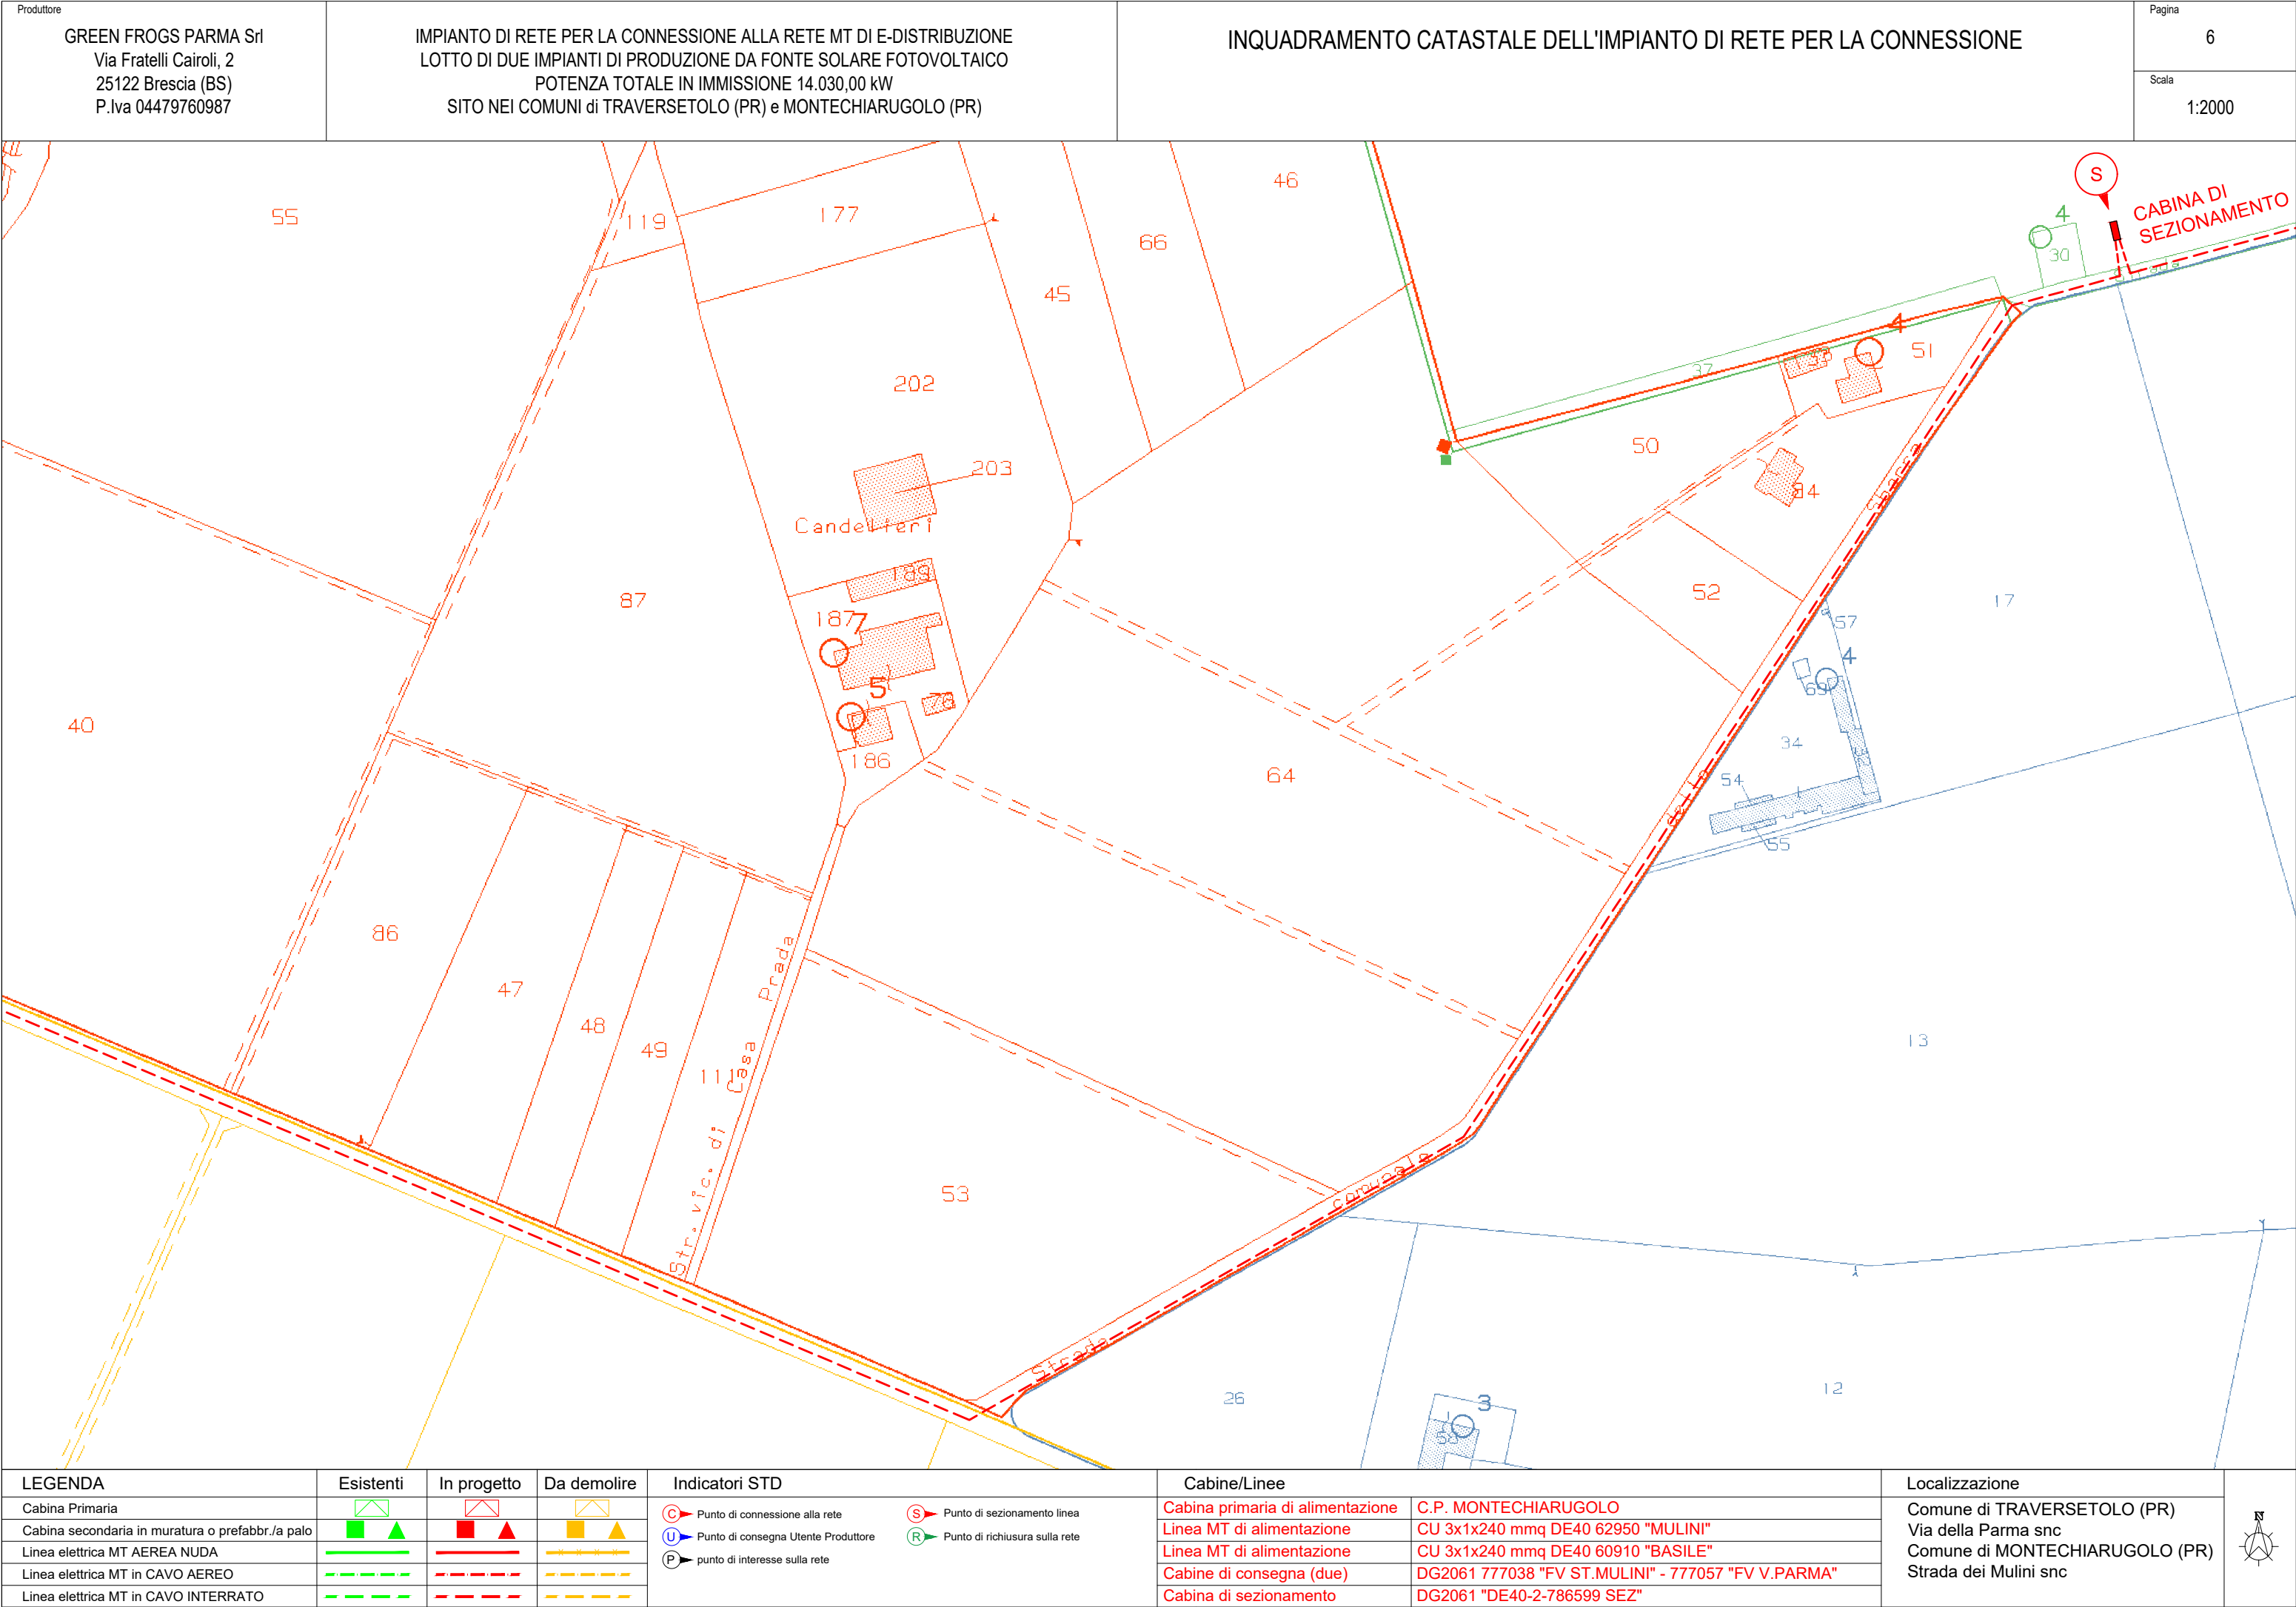 Produttore
GREEN FROGS PARMA Srl
Via Fratelli Cairoli, 2
25122 Brescia (BS)
P.Iva 04479760987
IMPIANTO DI RETE PER LA CONNESSIONE ALLA RETE MT DI E-DISTRIBUZIONE
LOTTO DI DUE IMPIANTI DI PRODUZIONE DA FONTE SOLARE FOTOVOLTAICO
POTENZA TOTALE IN IMMISSIONE 14.030,00 kW
SITO NEI COMUNI di TRAVERSETOLO (PR) e MONTECHIARUGOLO (PR)
INQUADRAMENTO CATASTALE DELL'IMPIANTO DI RETE PER LA CONNESSIONE
Pagina
6
Scala
1:2000
55
119
177
46
66
45
S
CABINA DI
SEZIONAMENTO
4
30
37
4
51
50
84
202
203
Candelieri
189
187
7
5
78
186
87
40
52
17
57
4
69
34
54
55
64
della
86
47
48
49
111
Str. vic. di Casa Prada
53
Strada comunale
13
12
26
3
58
LEGENDA
Esistenti
In progetto
Da demolire
Cabina Primaria
Cabina secondaria in muratura o prefabbr./a palo
Linea elettrica MT AEREA NUDA
Linea elettrica MT in CAVO AEREO
Linea elettrica MT in CAVO INTERRATO
Indicatori STD
C Punto di connessione alla rete
U Punto di consegna Utente Produttore
P punto di interesse sulla rete
S Punto di sezionamento linea
R Punto di richiusura sulla rete
Cabine/Linee
Cabina primaria di alimentazione C.P. MONTECHIARUGOLO
Linea MT di alimentazione CU 3x1x240 mmq DE40 62950 "MULINI"
Linea MT di alimentazione CU 3x1x240 mmq DE40 60910 "BASILE"
Cabine di consegna (due) DG2061 777038 "FV ST.MULINI" - 777057 "FV V.PARMA"
Cabina di sezionamento DG2061 "DE40-2-786599 SEZ"
Localizzazione
Comune di TRAVERSETOLO (PR)
Via della Parma snc
Comune di MONTECHIARUGOLO (PR)
Strada dei Mulini snc
N